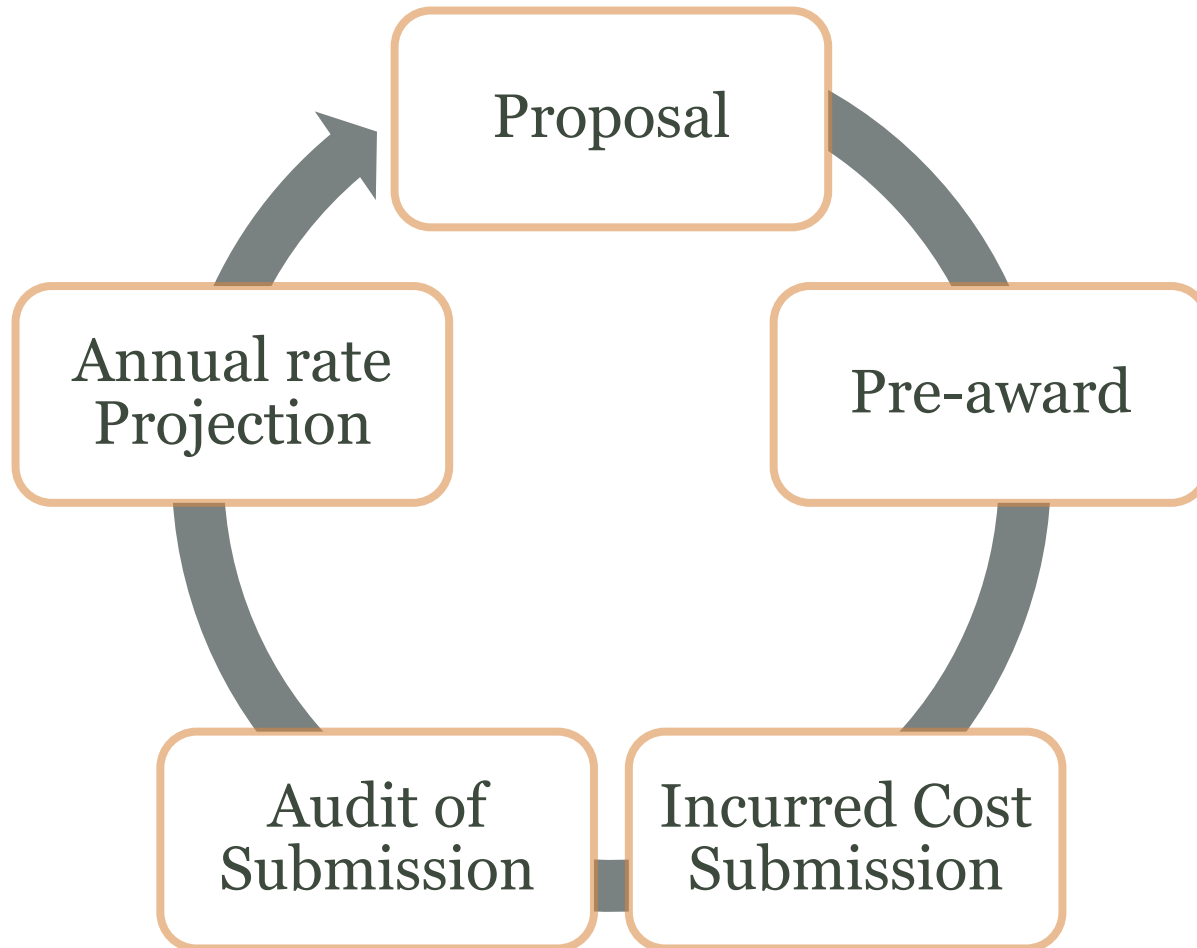 Proposal
Pre-award
Incurred Cost
Submission
Audit of
Submission
Annual rate
Projection